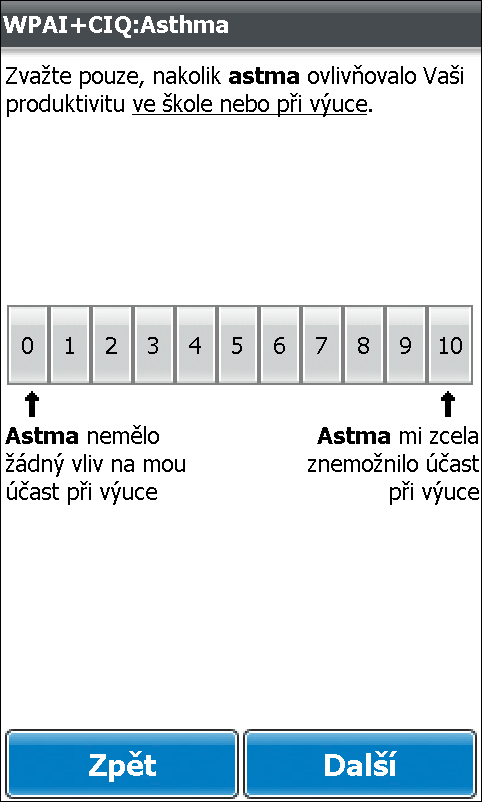 WPAI+CIQ:Asthma
Zvažte pouze, nakolik astma ovlivňovalo Vaši
produktivitu ve škole nebo při výuce.
0 1 2 3 4 5 6 7 8 9 10
Astma nemělo
žádný vliv na mou
účast při výuce
Astma mi zcela
znemožnilo účast
při výuce
Zpět Další